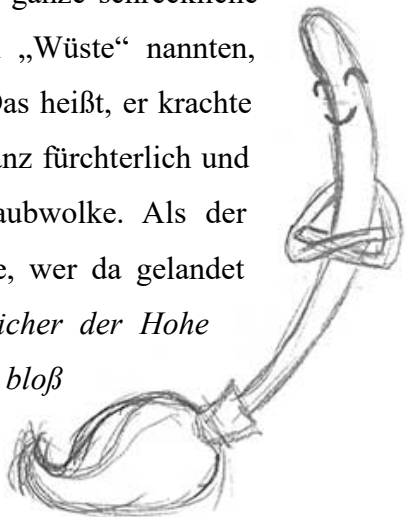 ganze schreckliche
„Wüste“ nannten,
Das heißt, er krachte
fürchterlich und
Als der
wer da gelandet
der Hohe
bloß